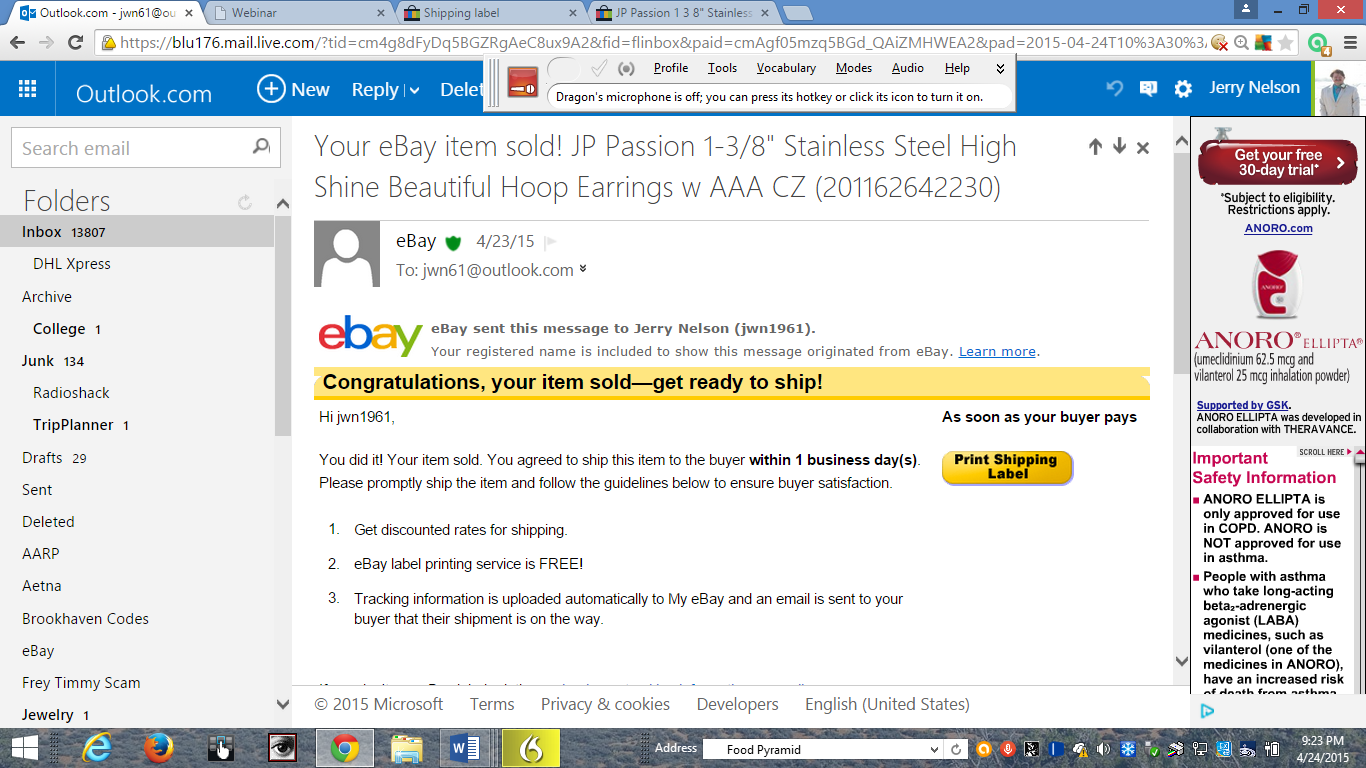 Outlook.com - jwn61@ou
Webinar
Shipping label
JP Passion 1 3 8" Stainless
https://blu176.mail.live.com/?tid=cm4g8dFyDq5BGZRgAeC8uxQA2&fid=flinbox&paid=cmAgf05mzq5BGd_QAiZMHWEA2&pad=2015-04-24T10%3A30%3
Profile Tools Vocabulary Modes Audio Help
Dragon's microphone is off; you can press its hotkey or click its icon to turn it on.
Outlook.com
New Reply Delet
Jerry Nelson
Search email
Folders
Inbox 13807
DHL Xpress
Archive
College 1
Junk 134
Radioshack
TripPlanner 1
Drafts 29
Sent
Deleted
AARP
Aetna
Brookhaven Codes
eBay
Frey Timmy Scam
Jewelry 1
Your eBay item sold! JP Passion 1-3/8" Stainless Steel High
Shine Beautiful Hoop Earrings w AAA CZ (201162642230)
eBay 4/23/15
To: jwn61@outlook.com
ebay
eBay sent this message to Jerry Nelson (jwn1961).
Your registered name is included to show this message originated from eBay. Learn more.
Congratulations, your item sold—get ready to ship!
Hi jwn1961,
You did it! Your item sold. You agreed to ship this item to the buyer within 1 business day(s).
Please promptly ship the item and follow the guidelines below to ensure buyer satisfaction.
1. Get discounted rates for shipping.
2. eBay label printing service is FREE!
3. Tracking information is uploaded automatically to My eBay and an email is sent to your
buyer that their shipment is on the way.
As soon as your buyer pays
Print Shipping
Label
© 2015 Microsoft Terms Privacy & cookies Developers English (United States)
Get your free
30-day trial*
*Subject to eligibility.
Restrictions apply.
ANORO.com
ANORO
ANORO® ELLIPTA®
(umeclidinium 62.5 mcg and
vilanterol 25 mcg inhalation powder)
Supported by GSK.
ANORO ELLIPTA was developed in
collaboration with THERAVANCE.
SCROLL HERE
Important
Safety Information
ANORO ELLIPTA is
only approved for use
in COPD. ANORO is
NOT approved for use
in asthma.
People with asthma
who take long-acting
beta₂-adrenergic
agonist (LABA)
medicines, such as
vilanterol (one of the
medicines in ANORO),
have an increased risk
of death from asthma
Address Food Pyramid
9:23 PM
4/24/2015